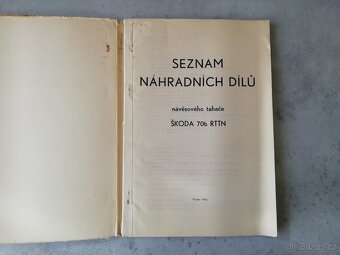 SEZNAM
NÁHRADNÍCH DÍLŮ
návěsového tahače
ŠKODA 706 RTTN